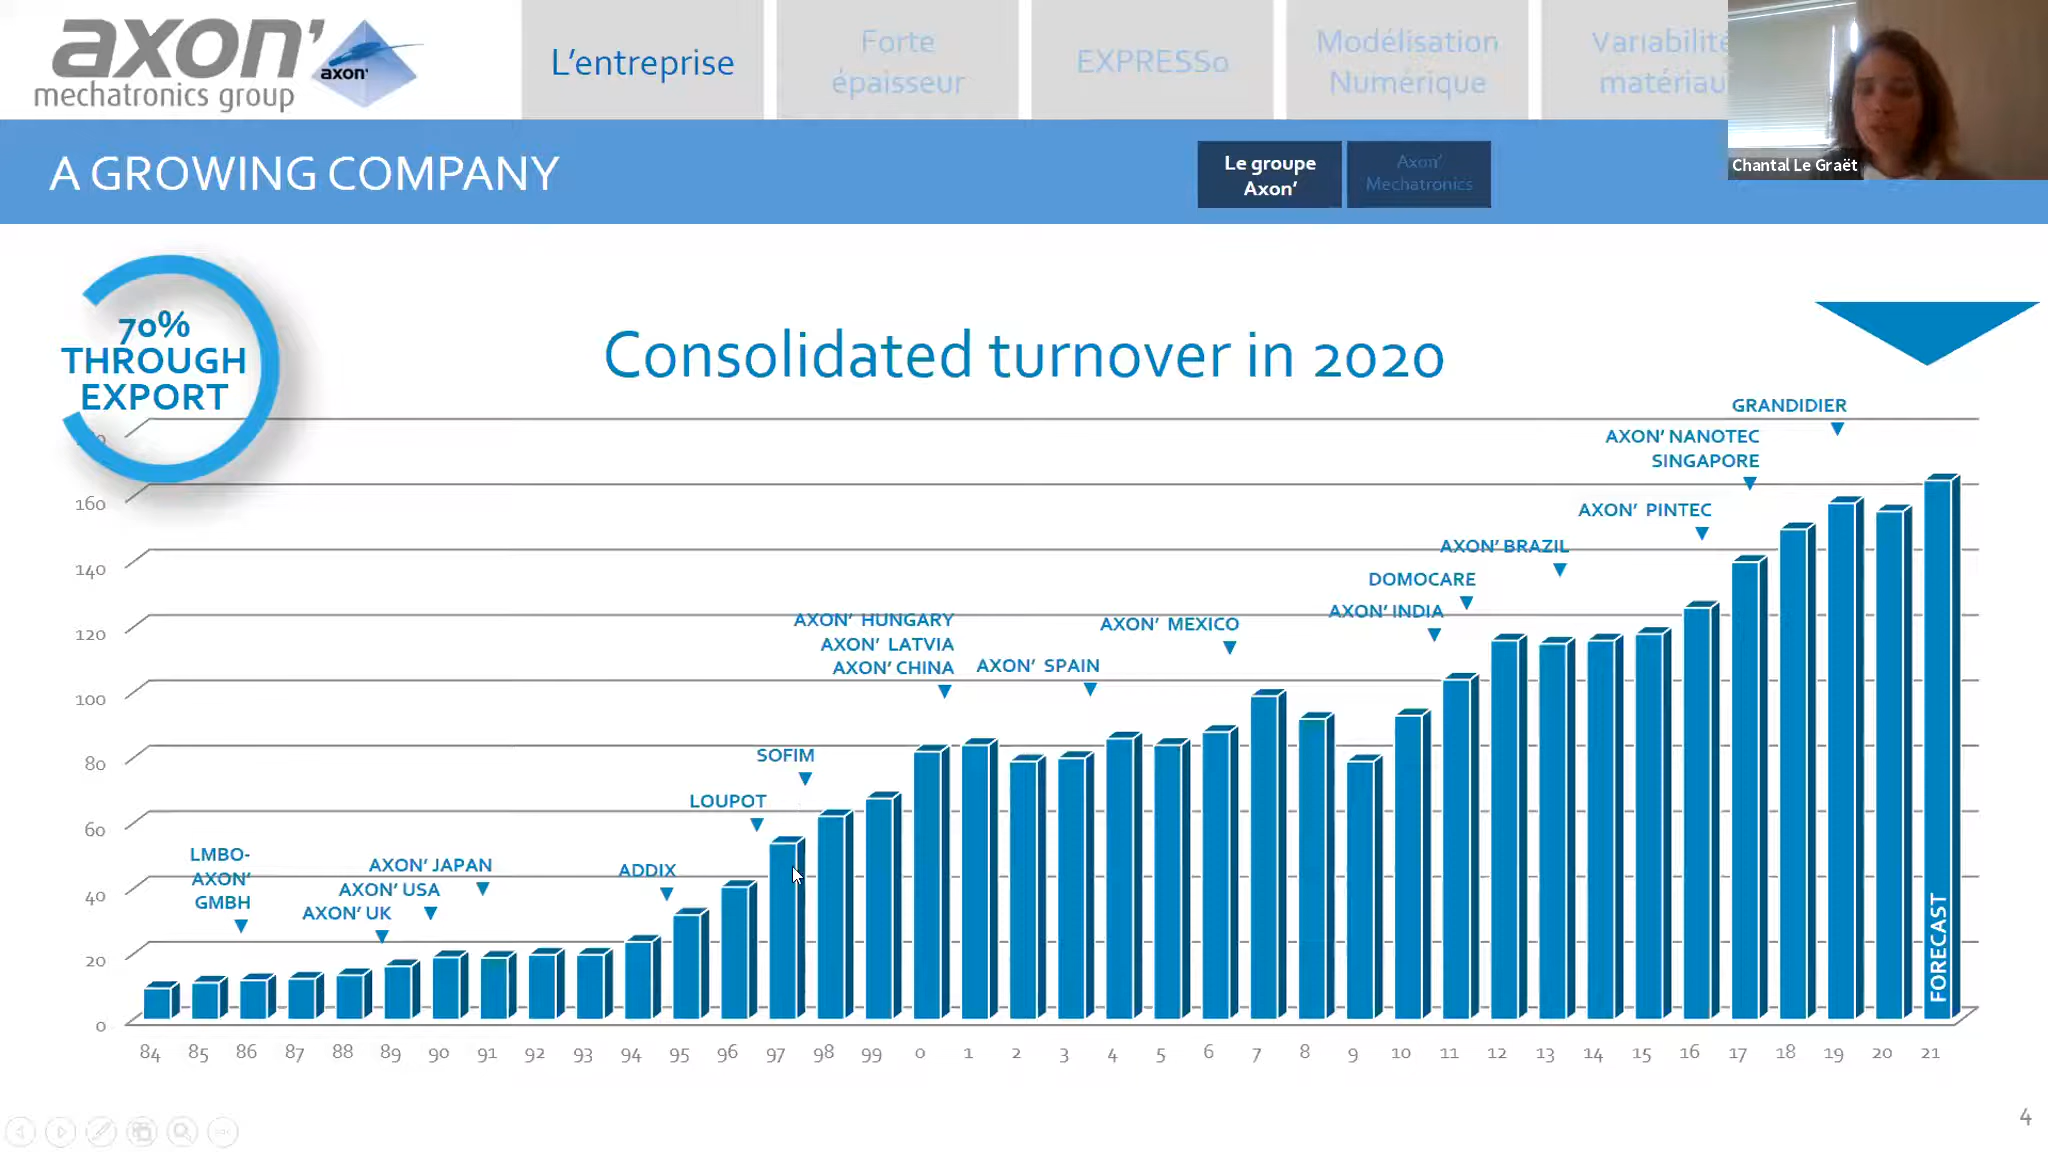 axon’
mechatronics group
axon’
L’entreprise
Forte
épaisseur
EXPRESSo
Modélisation
Numérique
Variabilité
matériau
Chantal Le Graët
A GROWING COMPANY
Le groupe
Axon’
Axon’
Mechatronics
70%
THROUGH
EXPORT
Consolidated turnover in 2020
GRANDIDIER
AXON’ NANOTEC
SINGAPORE
AXON’ PINTEC
AXON’ BRAZIL
DOMOCARE
AXON’ INDIA
AXON’ MEXICO
AXON’ HUNGARY
AXON’ LATVIA
AXON’ CHINA
AXON’ SPAIN
SOFIM
LOUPOT
ADDIX
AXON’ JAPAN
AXON’ USA
AXON’ UK
LMBO-
AXON’
GMBH
FORECAST
160
140
120
100
80
60
40
20
0
84 85 86 87 88 89 90 91 92 93 94 95 96 97 98 99 0 1 2 3 4 5 6 7 8 9 10 11 12 13 14 15 16 17 18 19 20 21
4